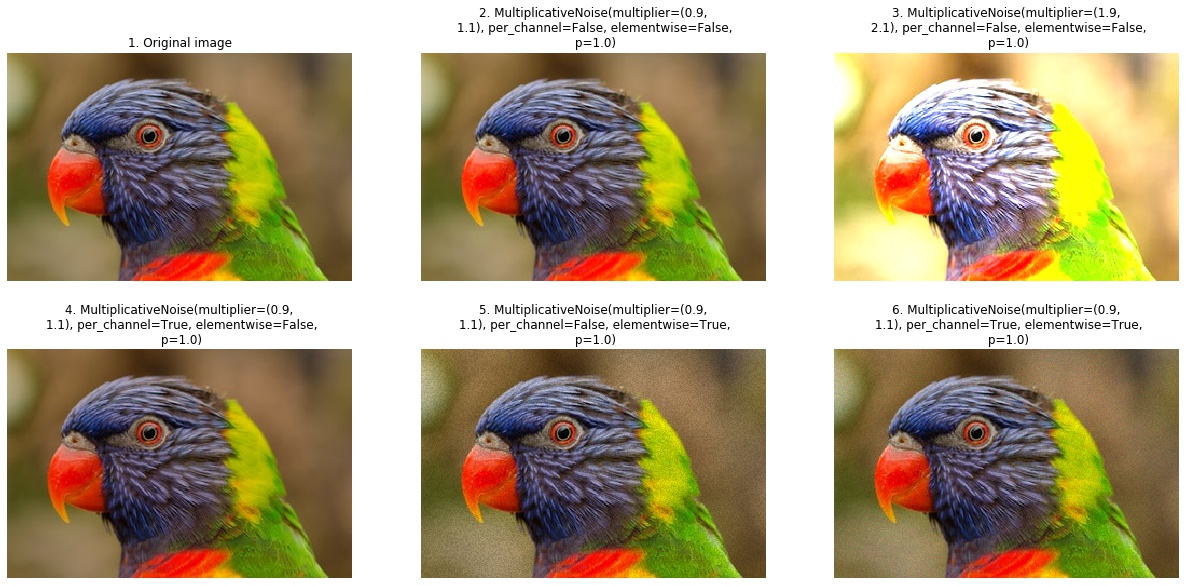 1. Original image
2. MultiplicativeNoise(multiplier=(0.9,
1.1), per_channel=False, elementwise=False,
p=1.0)
3. MultiplicativeNoise(multiplier=(1.9,
2.1), per_channel=False, elementwise=False,
p=1.0)
4. MultiplicativeNoise(multiplier=(0.9,
1.1), per_channel=True, elementwise=False,
p=1.0)
5. MultiplicativeNoise(multiplier=(0.9,
1.1), per_channel=False, elementwise=True,
p=1.0)
6. MultiplicativeNoise(multiplier=(0.9,
1.1), per_channel=True, elementwise=True,
p=1.0)